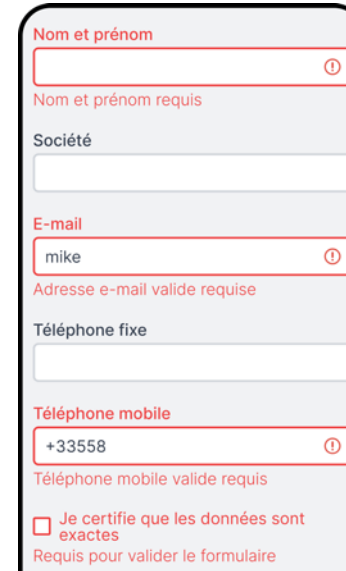 Nom et prénom
Nom et prénom requis
Société
E-mail
mike
Adresse e-mail valide requise
Téléphone fixe
Téléphone mobile
+33558
Téléphone mobile valide requis
Je certifie que les données sont
exactes
Requis pour valider le formulaire